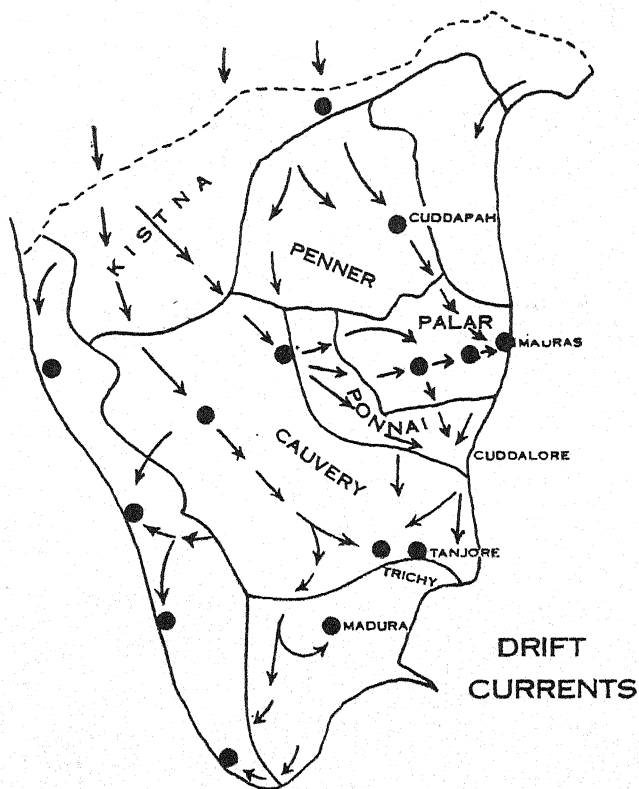 KISTNA
CUDDAPAH
PENNER
PALAR
MAURAS
PONNAI
CUDDALORE
CAUVERY
TANJORE
TRICHY
MADURA
DRIFT
CURRENTS